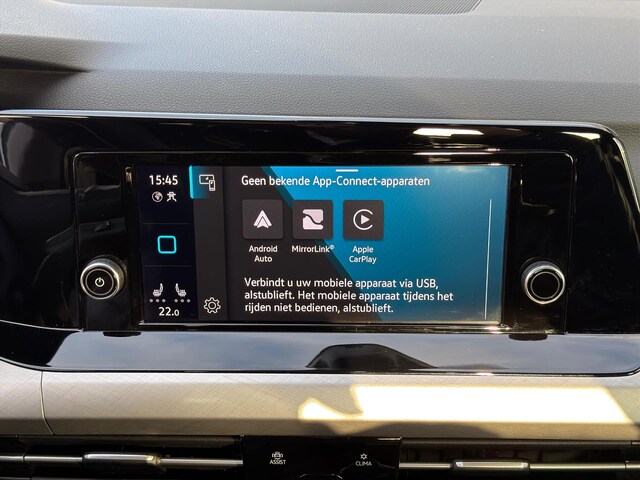 15:45
Geen bekende App-Connect-apparaten
Android
Auto
MirrorLink®
Apple
CarPlay
Verbindt u uw mobiele apparaat via USB,
alstublieft. Het mobiele apparaat tijdens het
rijden niet bedienen, alstublieft.
22.0
ASSIST
CLIMA